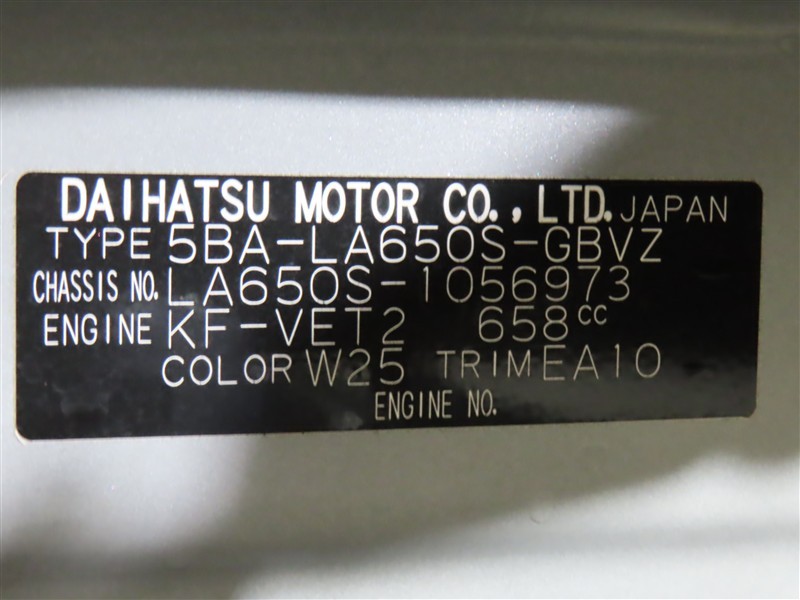 DAIHATSU MOTOR CO., LTD. JAPAN
TYPE 5BA-LA650S-GBVZ
CHASSIS NO. LA650S-1056973
ENGINE KF-VET2 658cc
COLOR W25 TRIM EA10
ENGINE NO.